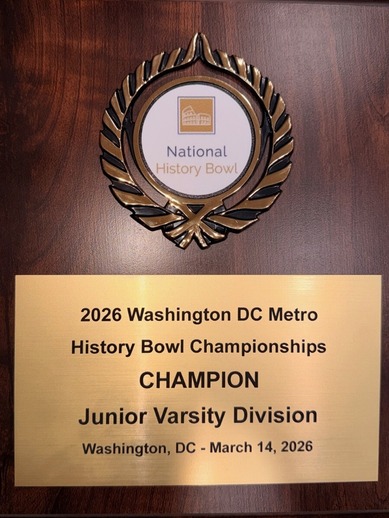 National
History Bowl
2026 Washington DC Metro
History Bowl Championships
CHAMPION
Junior Varsity Division
Washington, DC - March 14, 2026